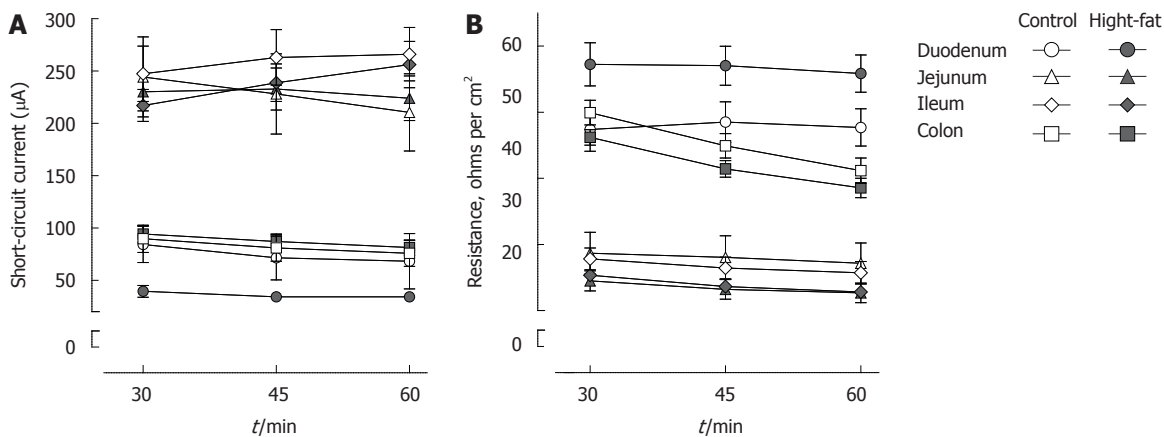 A
300
250
200
150
100
50
0
Short-circuit current (μA)
30 45 60
t/min
B
60
50
40
30
20
0
Resistance, ohms per cm²
30 45 60
t/min
Control Hight-fat
Duodenum
Jejunum
Ileum
Colon